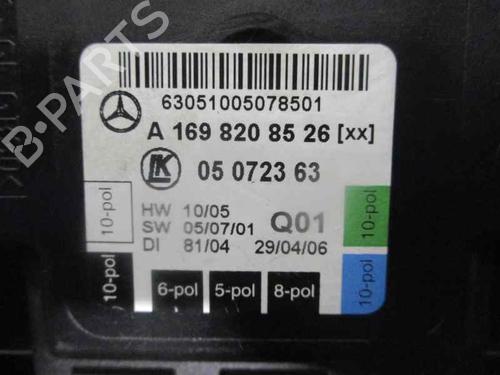 63051005078501
A 169 820 85 26 [xx]
LK 05 0723 63
HW 10/05
SW 05/07/01 Q01
DI 81/04 29/04/06
10-pol
10-pol
10-pol
10-pol
6-pol 5-pol 8-pol
B-PARTS